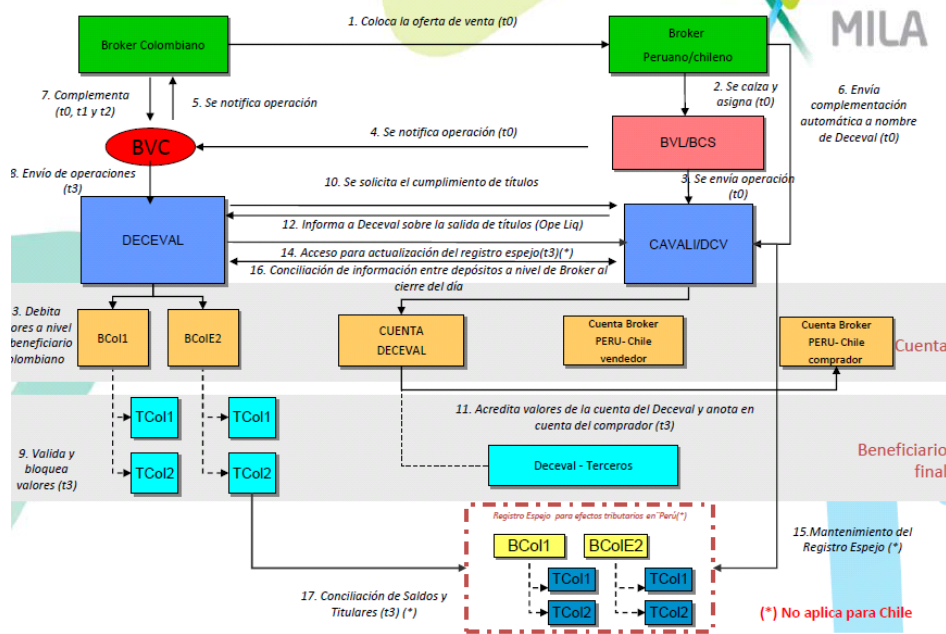 MILA
1. Coloca la oferta de venta (t0)
Broker Colombiano
Broker
Peruano/chileno
7. Complementa
(t0, t1 y t2)
5. Se notifica operación
2. Se calza y
asigna (t0)
6. Envía
complementación
automática a nombre
de Deceval (t0)
4. Se notifica operación (t0)
BVC
BVL/BCS
8. Envío de operaciones
(t3)
3. Se envía operación
(t0)
10. Se solicita el cumplimiento de títulos
12. Informa a Deceval sobre la salida de títulos (Ope Liq)
DECEVAL
CAVALI/DCV
14. Acceso para actualización del registro espejo(t3)(*)
16. Conciliación de información entre depósitos a nivel de Broker al
cierre del día
3. Debita
ores a nivel
beneficiario
olombiano
BCol1
BColE2
CUENTA
DECEVAL
Cuenta Broker
PERU- Chile
vendedor
Cuenta Broker
PERU- Chile
comprador
Cuenta
TCol1
TCol1
11. Acredita valores de la cuenta del Deceval y anota en
cuenta del comprador (t3)
9. Valida y
bloquea
valores (t3)
TCol2
TCol2
Deceval - Terceros
Beneficiario
final
Registro Espejo para efectos tributarios en¨Perú(*)
BCol1
BColE2
15.Mantenimiento del
Registro Espejo (*)
TCol1
TCol1
17. Conciliación de Saldos y
Titulares (t3) (*)
TCol2
TCol2
(*) No aplica para Chile